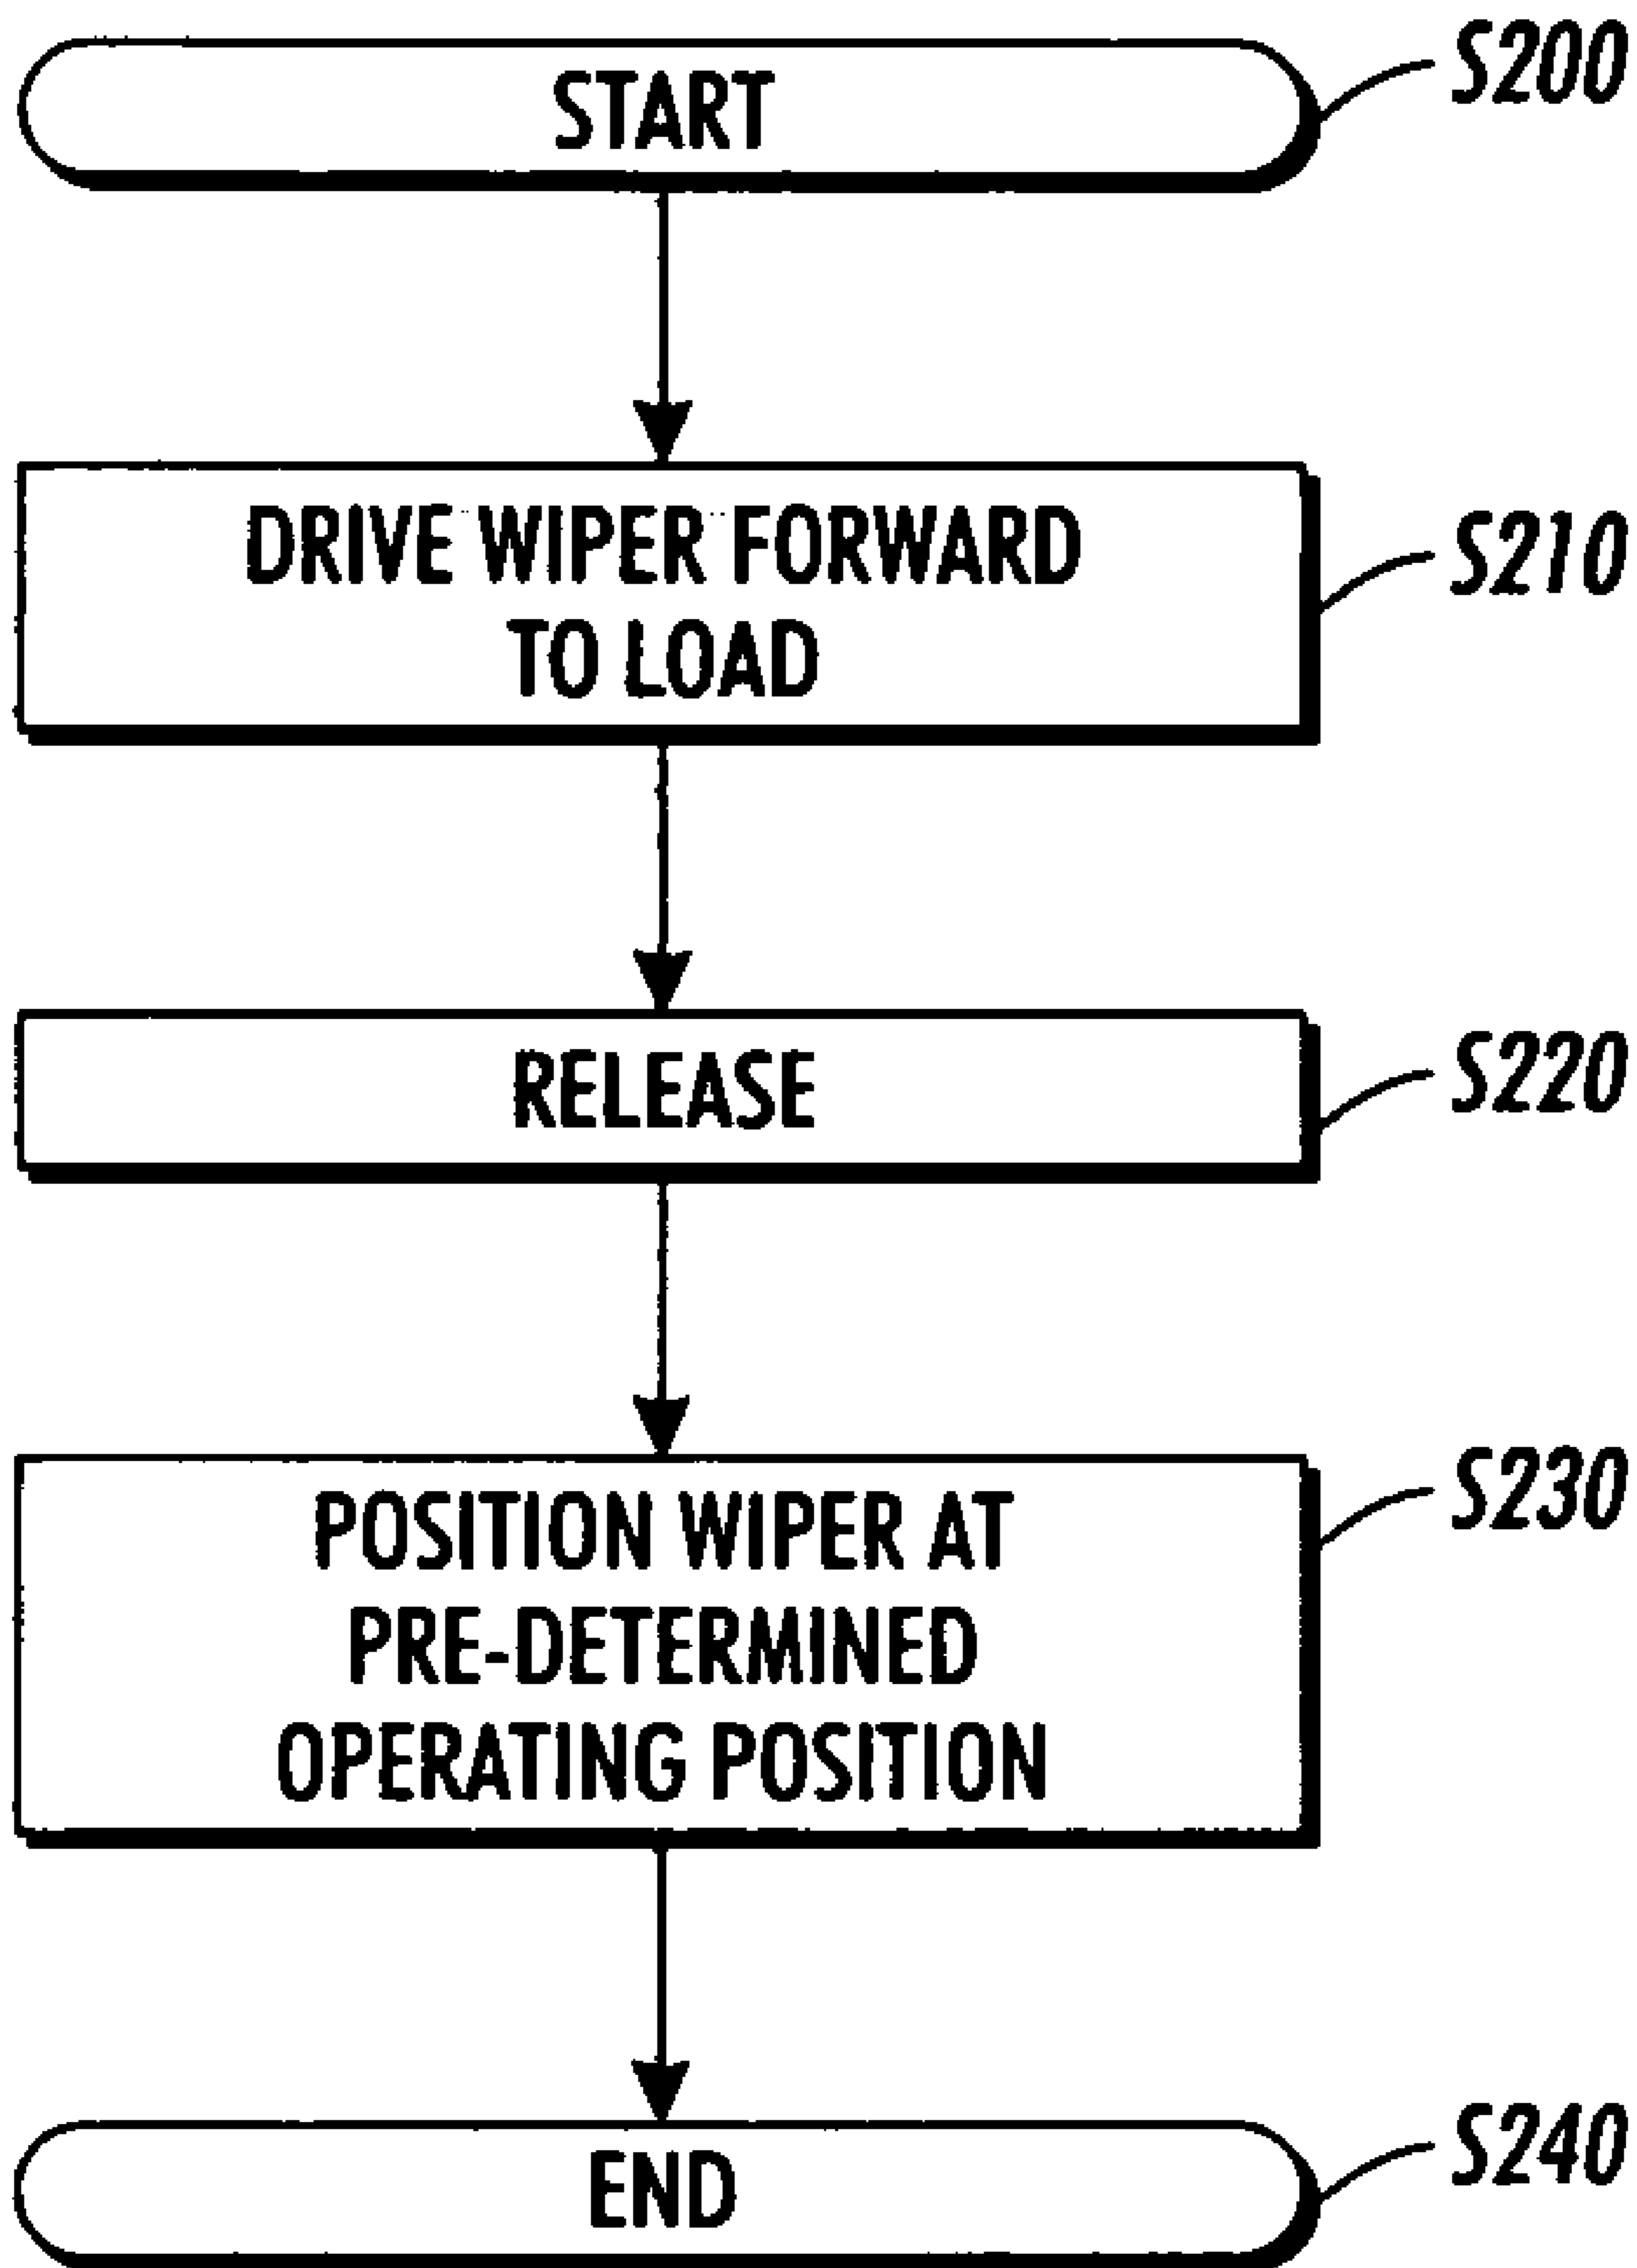 START
S200
DRIVE WIPER FORWARD
TO LOAD
S210
RELEASE
S220
POSITION WIPER AT
PRE-DETERMINED
OPERATING POSITION
S230
END
S240